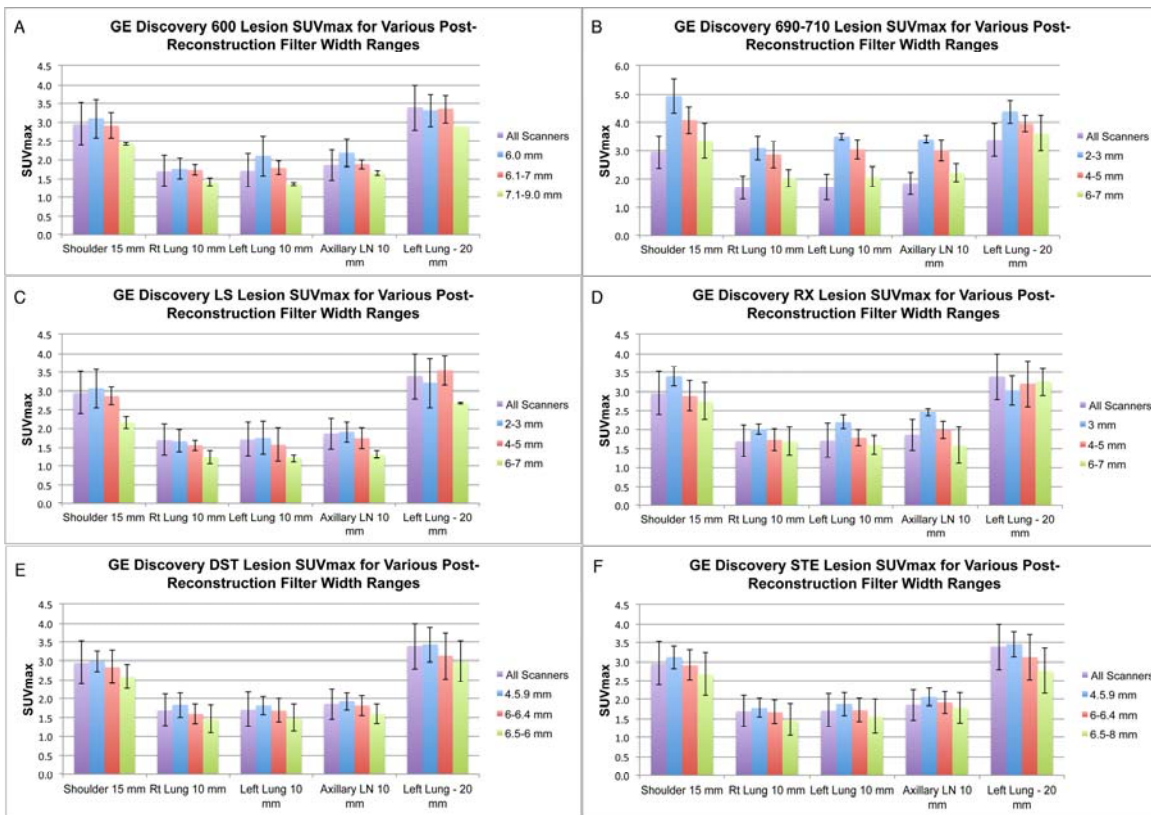 A
GE Discovery 600 Lesion SUVmax for Various Post-
Reconstruction Filter Width Ranges
SUVmax
4.5
4.0
3.5
3.0
2.5
2.0
1.5
1.0
0.5
0.0
Shoulder 15 mm Rt Lung 10 mm Left Lung 10 mm Axillary LN 10 Left Lung - 20
mm mm
All Scanners
6.0 mm
6.1-7 mm
7.1-9.0 mm
B
GE Discovery 690-710 Lesion SUVmax for Various Post-
Reconstruction Filter Width Ranges
SUVmax
6.0
5.0
4.0
3.0
2.0
1.0
0.0
Shoulder 15 mm Rt Lung 10 mm Left Lung 10 mm Axillary LN 10 Left Lung - 20
mm mm
All Scanners
2-3 mm
4-5 mm
6-7 mm
C
GE Discovery LS Lesion SUVmax for Various Post-
Reconstruction Filter Width Ranges
SUVmax
4.5
4.0
3.5
3.0
2.5
2.0
1.5
1.0
0.5
0.0
Shoulder 15 mm Rt Lung 10 mm Left Lung 10 mm Axillary LN 10 Left Lung - 20
mm mm
All Scanners
2-3 mm
4-5 mm
6-7 mm
D
GE Discovery RX Lesion SUVmax for Various Post-
Reconstruction Filter Width Ranges
SUVmax
4.5
4.0
3.5
3.0
2.5
2.0
1.5
1.0
0.5
0.0
Shoulder 15 mm Rt Lung 10 mm Left Lung 10 mm Axillary LN 10 Left Lung - 20
mm mm
All Scanners
3 mm
4-5 mm
6-7 mm
E
GE Discovery DST Lesion SUVmax for Various Post-
Reconstruction Filter Width Ranges
SUVmax
4.5
4.0
3.5
3.0
2.5
2.0
1.5
1.0
0.5
0.0
Shoulder 15 mm Rt Lung 10 mm Left Lung 10 Axillary LN 10 Left Lung - 20
mm mm mm
All Scanners
4.5.9 mm
6-6.4 mm
6.5-6 mm
F
GE Discovery STE Lesion SUVmax for Various Post-
Reconstruction Filter Width Ranges
SUVmax
4.5
4.0
3.5
3.0
2.5
2.0
1.5
1.0
0.5
0.0
Shoulder 15 mm Rt Lung 10 mm Left Lung 10 mm Axillary LN 10 Left Lung - 20
mm mm
All Scanners
4.5.9 mm
6-6.4 mm
6.5-8 mm